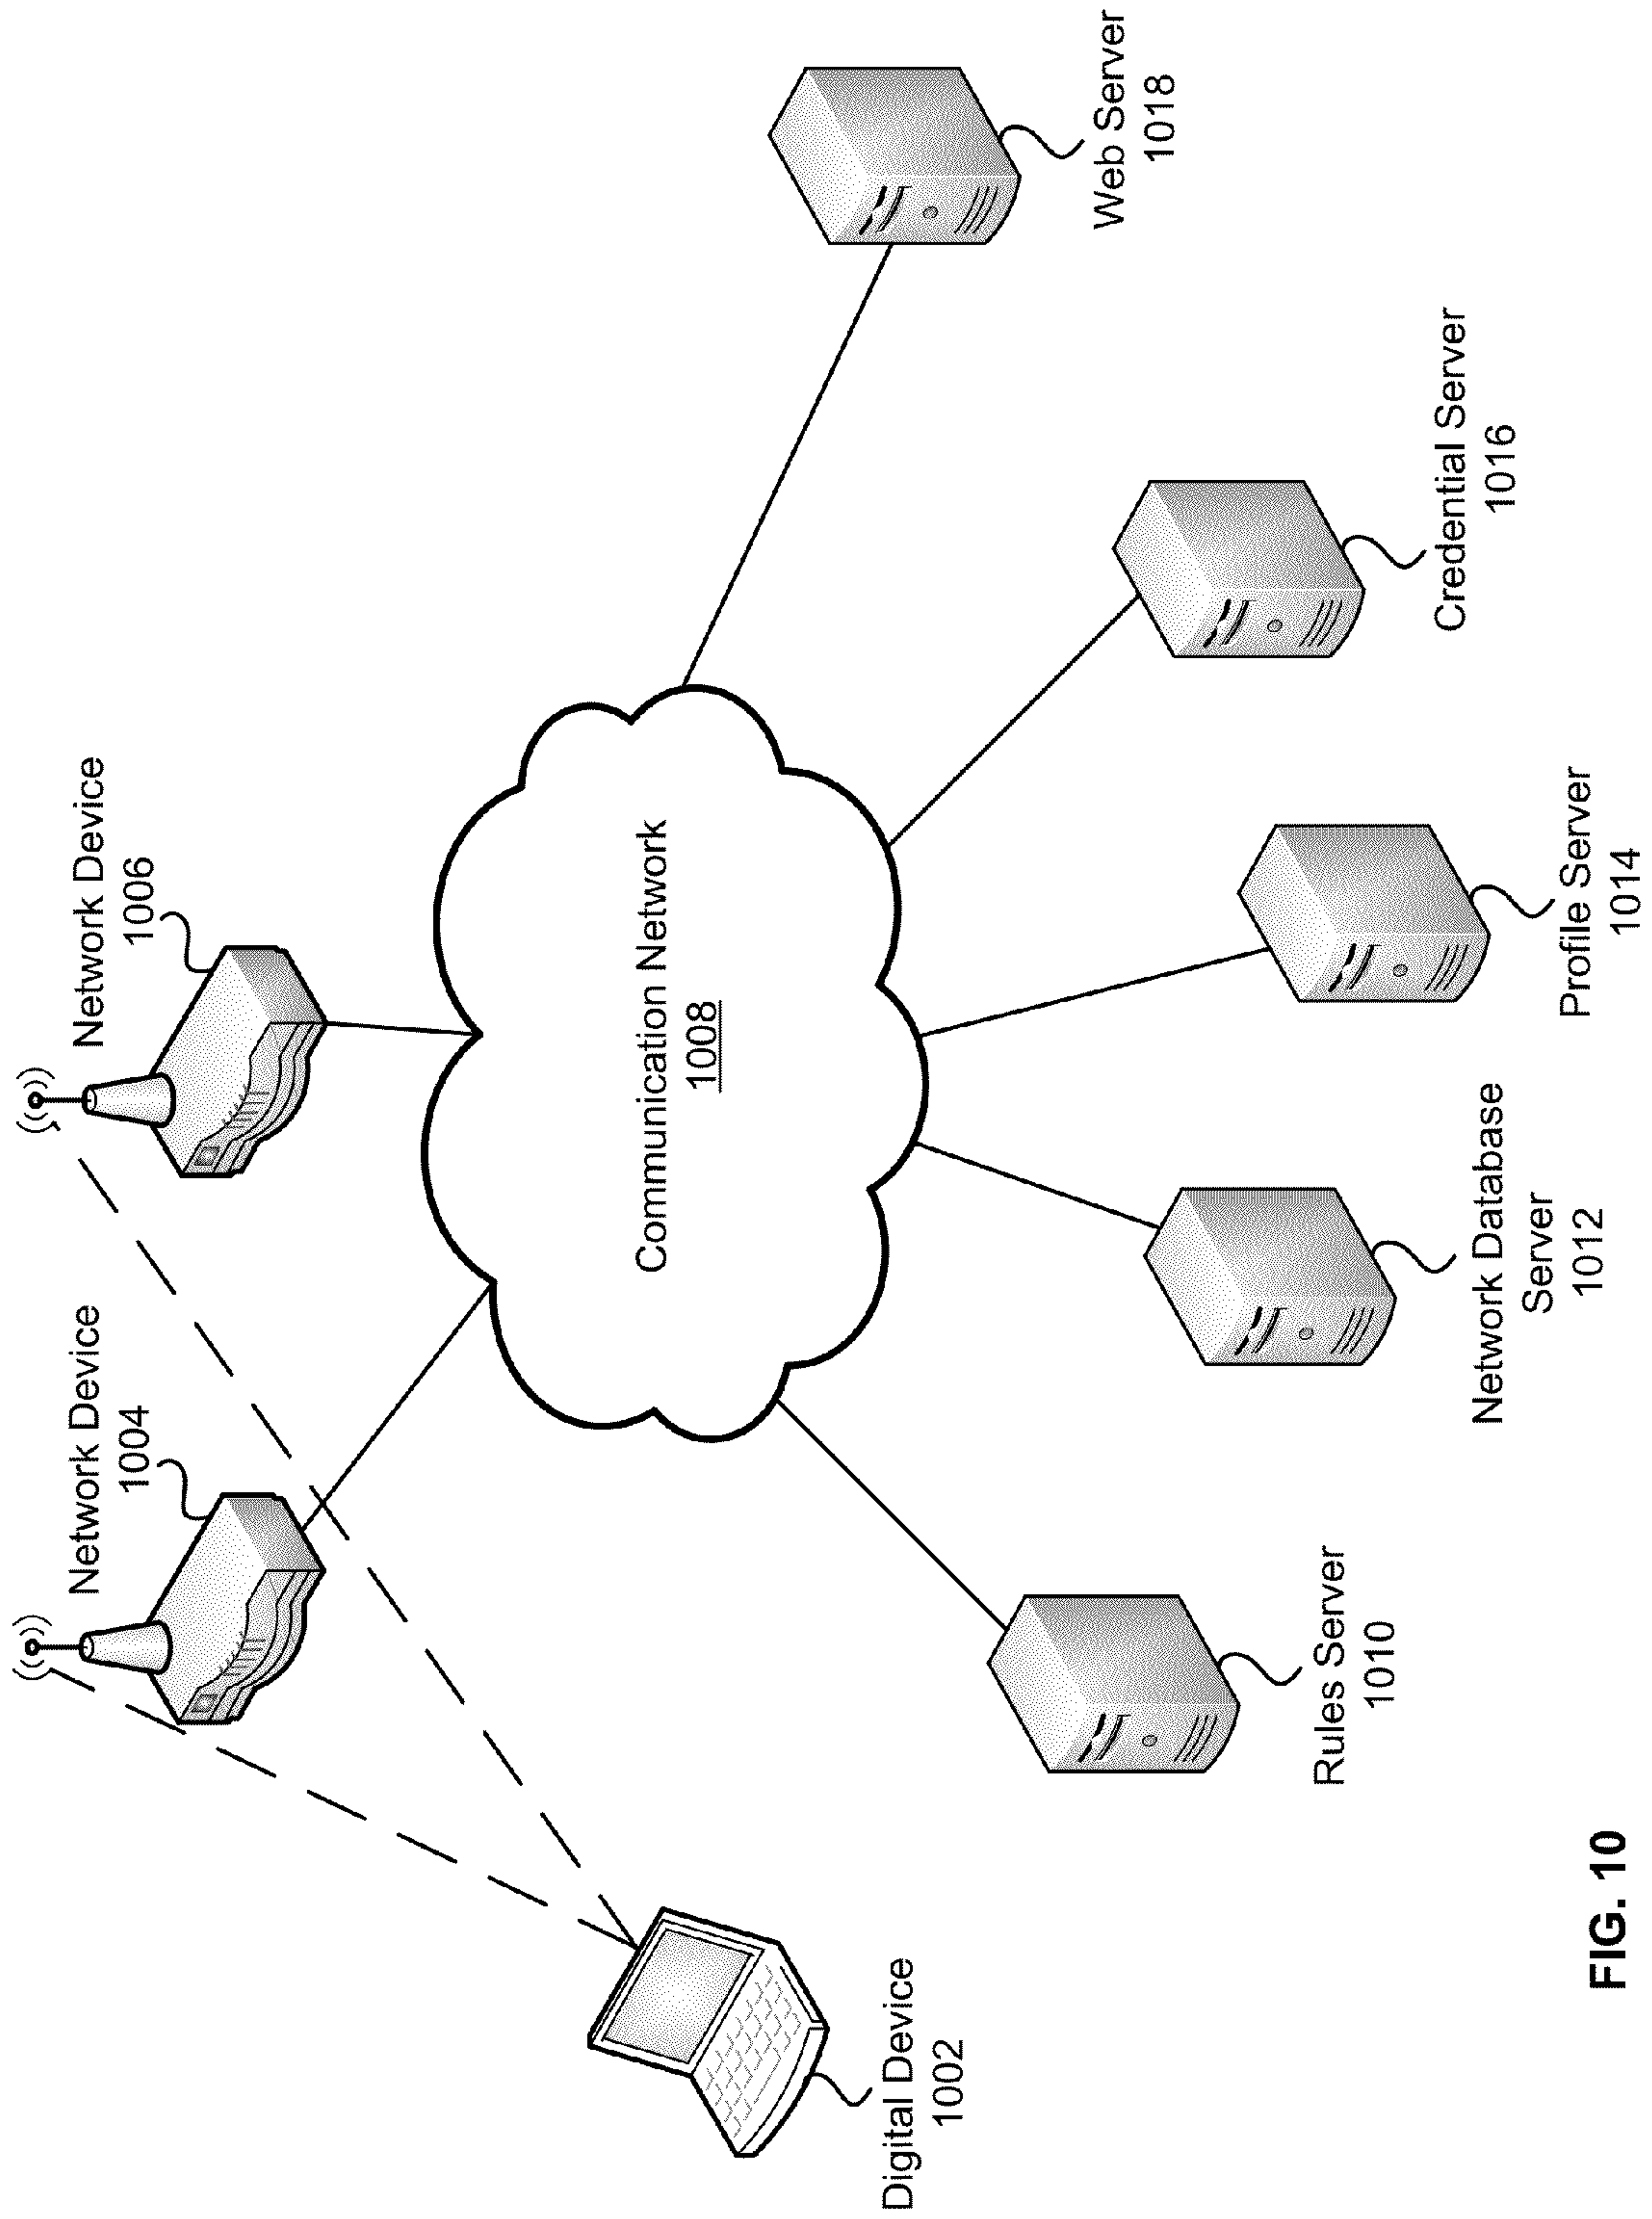 Network Device
1004
Network Device
1006
Digital Device
1002
Communication Network
1008
Web Server
1018
Rules Server
1010
Network Database
Server
1012
Profile Server
1014
Credential Server
1016
FIG. 10